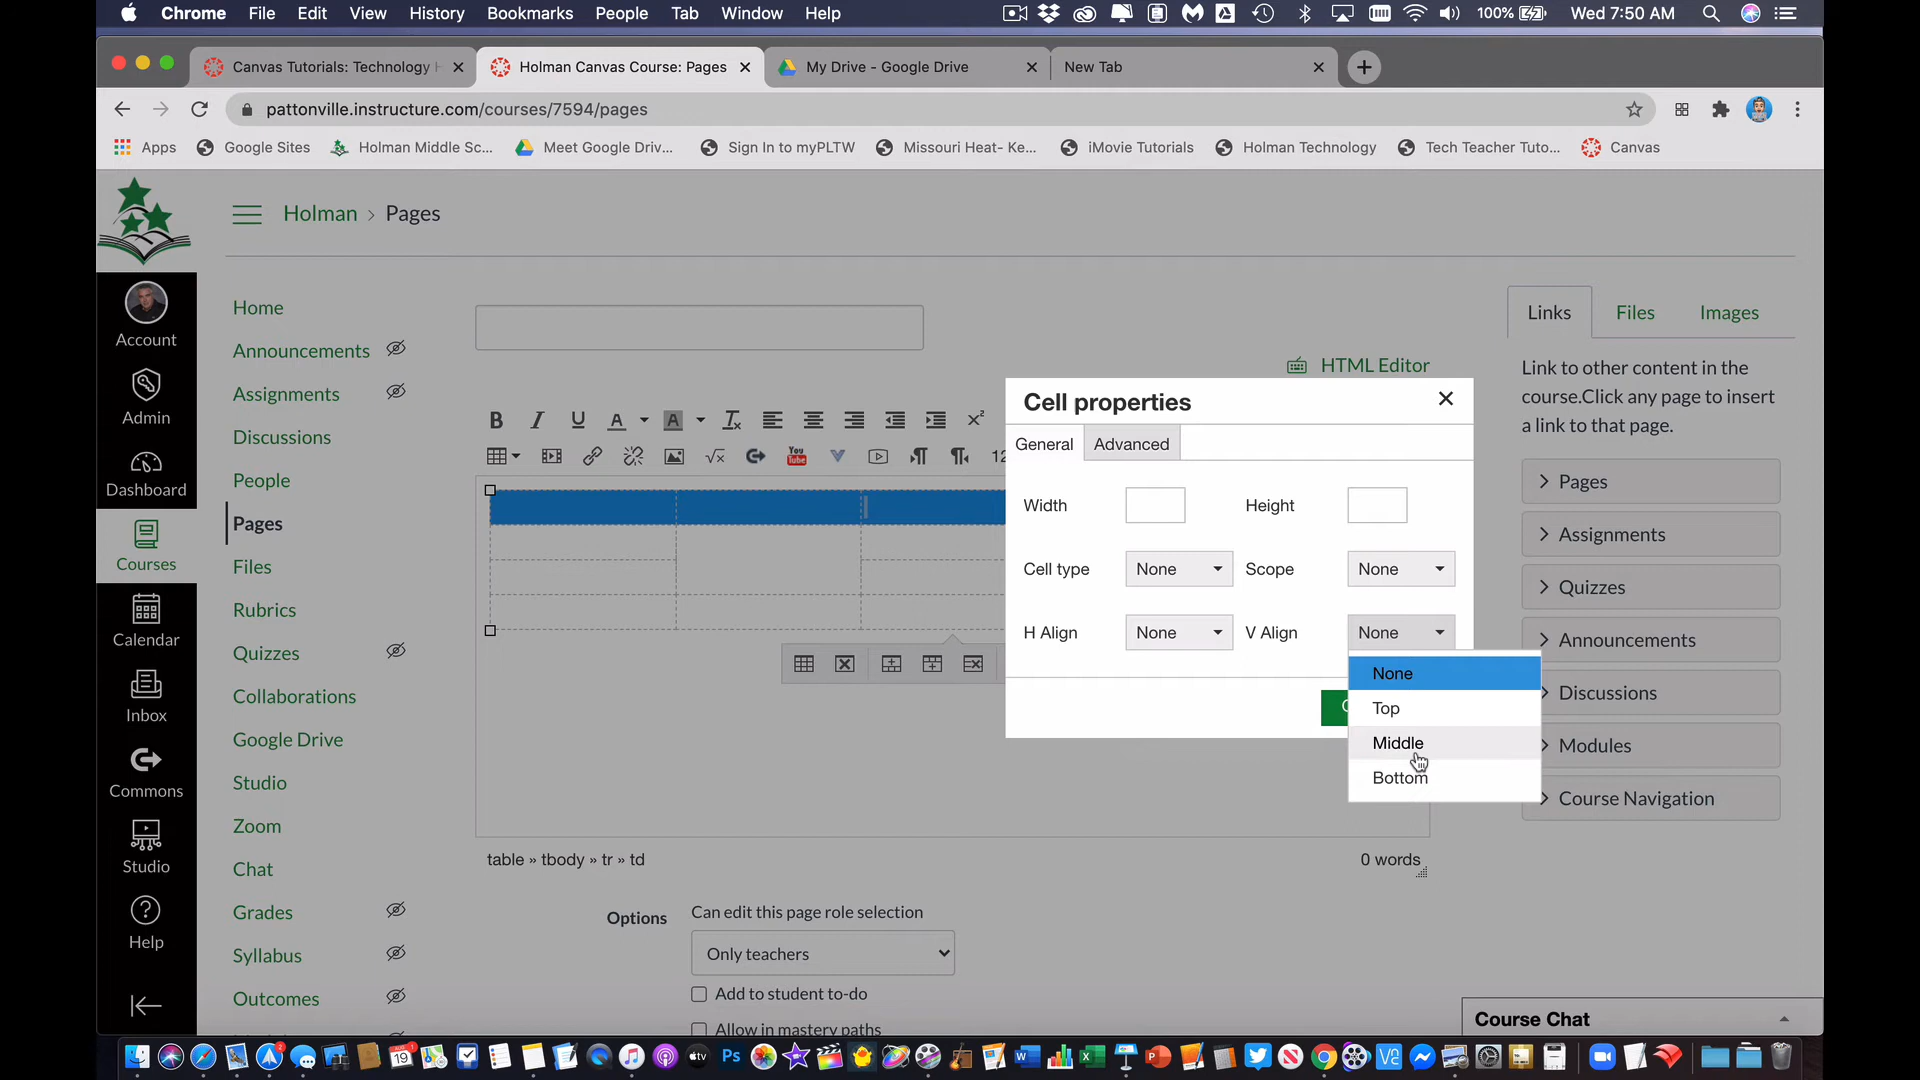 Chrome File Edit View History Bookmarks People Tab Window Help 100% Wed 7:50 AM
Canvas Tutorials: Technology H
Holman Canvas Course: Pages
My Drive - Google Drive
New Tab
pattonville.instructure.com/courses/7594/pages
Apps Google Sites Holman Middle Sc... Meet Google Driv... Sign In to myPLTW Missouri Heat- Ke... iMovie Tutorials Holman Technology Tech Teacher Tuto... Canvas
Holman › Pages
Account
Admin
Dashboard
Courses
Calendar
Inbox
Commons
Studio
Help
Home
Announcements
Assignments
Discussions
People
Pages
Files
Rubrics
Quizzes
Collaborations
Google Drive
Studio
Zoom
Chat
Grades
Syllabus
Outcomes
HTML Editor
B I U A A Tx x²
You Tube 12
Cell properties
General Advanced
Width Height
Cell type None Scope None
H Align None V Align None
None
Top
Middle
Bottom
table » tbody » tr » td
0 words
Options
Can edit this page role selection
Only teachers
Add to student to-do
Allow in mastery paths
Links Files Images
Link to other content in the
course.Click any page to insert
a link to that page.
Pages
Assignments
Quizzes
Announcements
Discussions
Modules
Course Navigation
Course Chat